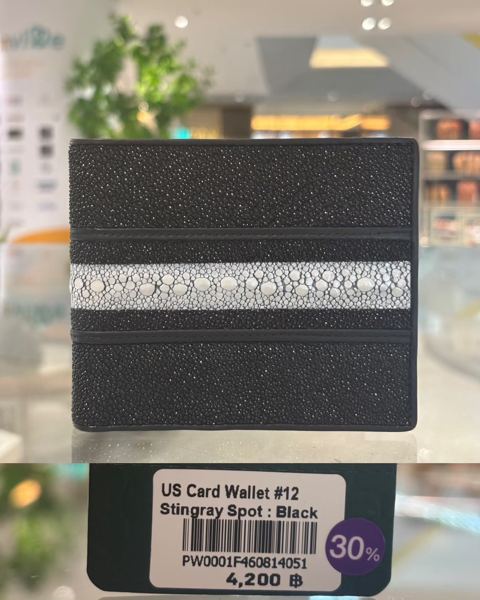 US Card Wallet #12
Stingray Spot : Black
PW0001F460814051
4,200 ฿
30%